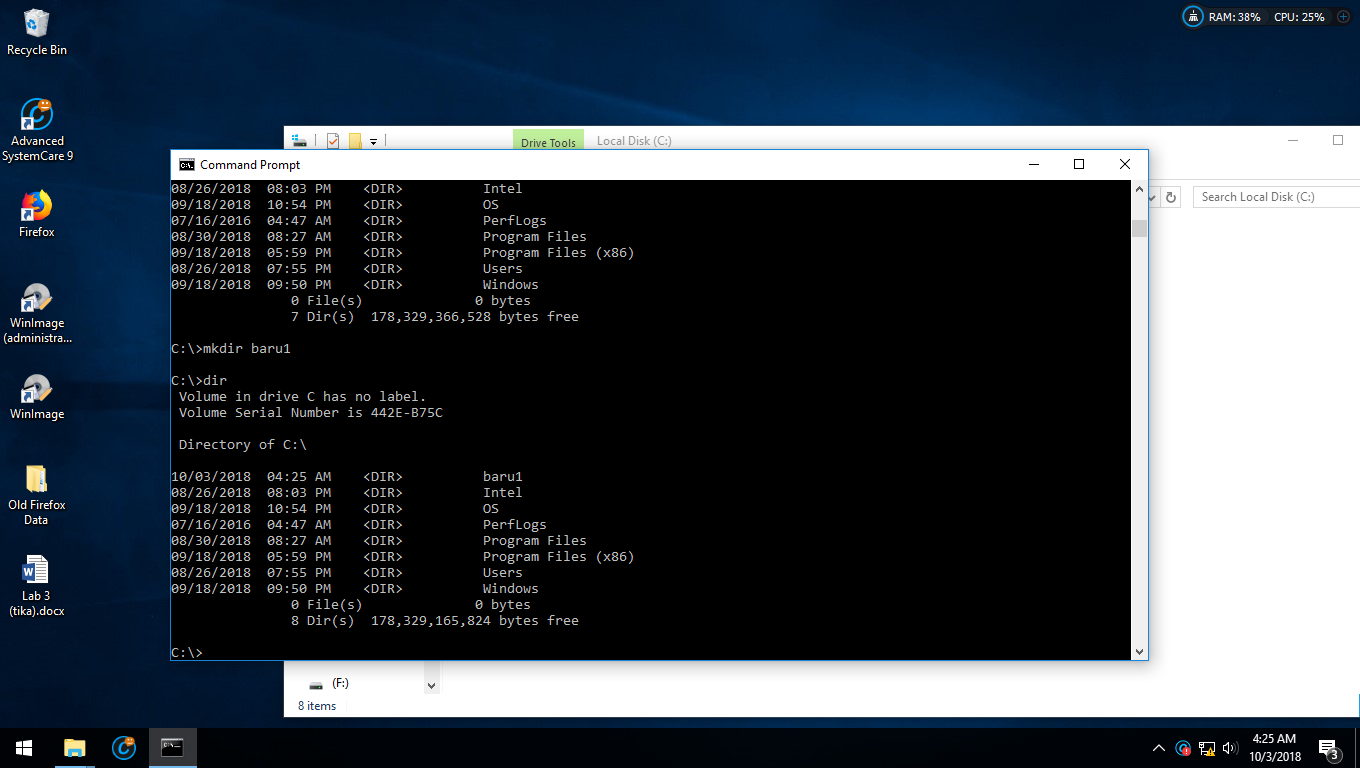 Recycle Bin
Advanced
SystemCare 9
Firefox
WinImage
(administra...
WinImage
Old Firefox
Data
Lab 3
(tika).docx
RAM: 38% CPU: 25%
Drive Tools Local Disk (C:)
Search Local Disk (C:)
Command Prompt
08/26/2018 08:03 PM <DIR> Intel
09/18/2018 10:54 PM <DIR> OS
07/16/2016 04:47 AM <DIR> PerfLogs
08/30/2018 08:27 AM <DIR> Program Files
09/18/2018 05:59 PM <DIR> Program Files (x86)
08/26/2018 07:55 PM <DIR> Users
09/18/2018 09:50 PM <DIR> Windows
0 File(s) 0 bytes
7 Dir(s) 178,329,366,528 bytes free
C:\>mkdir baru1
C:\>dir
Volume in drive C has no label.
Volume Serial Number is 442E-B75C
Directory of C:\
10/03/2018 04:25 AM <DIR> baru1
08/26/2018 08:03 PM <DIR> Intel
09/18/2018 10:54 PM <DIR> OS
07/16/2016 04:47 AM <DIR> PerfLogs
08/30/2018 08:27 AM <DIR> Program Files
09/18/2018 05:59 PM <DIR> Program Files (x86)
08/26/2018 07:55 PM <DIR> Users
09/18/2018 09:50 PM <DIR> Windows
0 File(s) 0 bytes
8 Dir(s) 178,329,165,824 bytes free
C:\>
(F:)
8 items
4:25 AM
10/3/2018
3